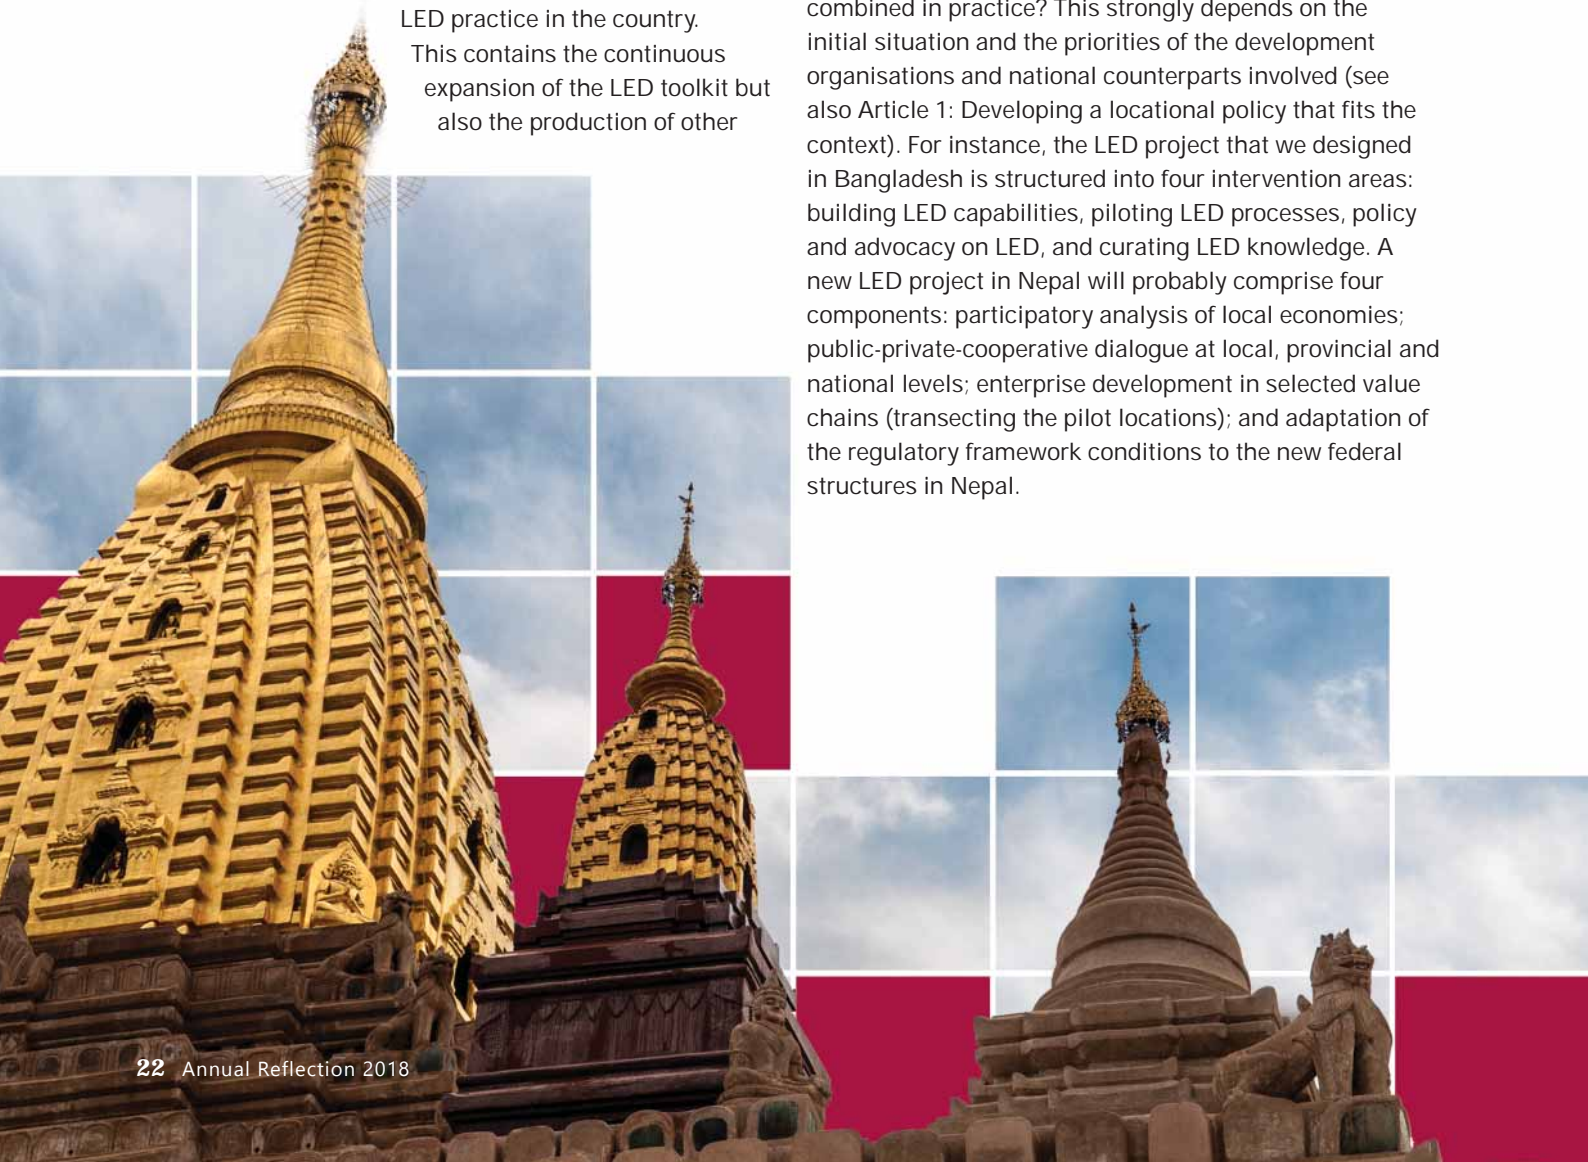 LED practice in the country.
This contains the continuous
expansion of the LED toolkit but
also the production of other
combined in practice? This strongly depends on the
initial situation and the priorities of the development
organisations and national counterparts involved (see
also Article 1: Developing a locational policy that fits the
context). For instance, the LED project that we designed
in Bangladesh is structured into four intervention areas:
building LED capabilities, piloting LED processes, policy
and advocacy on LED, and curating LED knowledge. A
new LED project in Nepal will probably comprise four
components: participatory analysis of local economies;
public-private-cooperative dialogue at local, provincial and
national levels; enterprise development in selected value
chains (transecting the pilot locations); and adaptation of
the regulatory framework conditions to the new federal
structures in Nepal.
22 Annual Reflection 2018